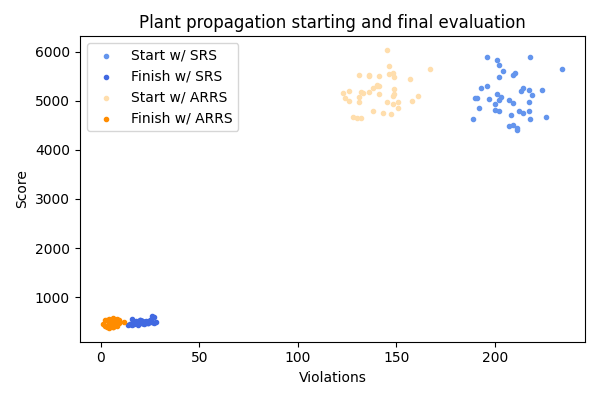 Plant propagation starting and final evaluation
Start w/ SRS
Finish w/ SRS
Start w/ ARRS
Finish w/ ARRS
Score
6000
5000
4000
3000
2000
1000
0 50 100 150 200
Violations